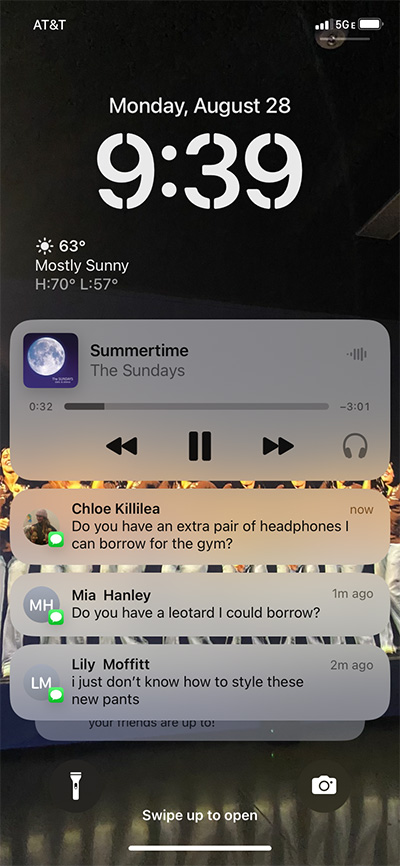 AT&T
5GE
Monday, August 28
9:39
63°
Mostly Sunny
H:70° L:57°
Summertime
The Sundays
The SUNDAYS
0:32
−3:01
Chloe Killilea
now
Do you have an extra pair of headphones I
can borrow for the gym?
MH
Mia Hanley
1m ago
Do you have a leotard I could borrow?
LM
Lily Moffitt
2m ago
i just don't know how to style these
new pants
your friends are up to!
Swipe up to open